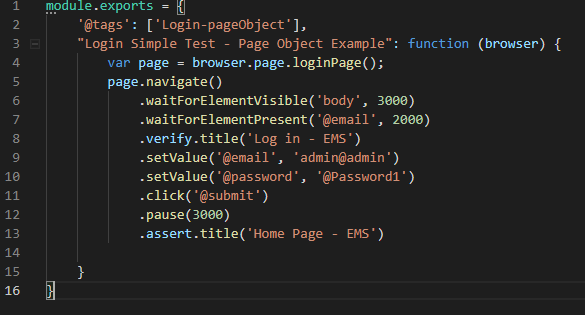 1 module.exports = {
2 '@tags': ['Login-pageObject'],
3 "Login Simple Test - Page Object Example": function (browser) {
4 var page = browser.page.loginPage();
5 page.navigate()
6 .waitForElementVisible('body', 3000)
7 .waitForElementPresent('@email', 2000)
8 .verify.title('Log in - EMS')
9 .setValue('@email', 'admin@admin')
10 .setValue('@password', '@Password1')
11 .click('@submit')
12 .pause(3000)
13 .assert.title('Home Page - EMS')
14
15 }
16 }